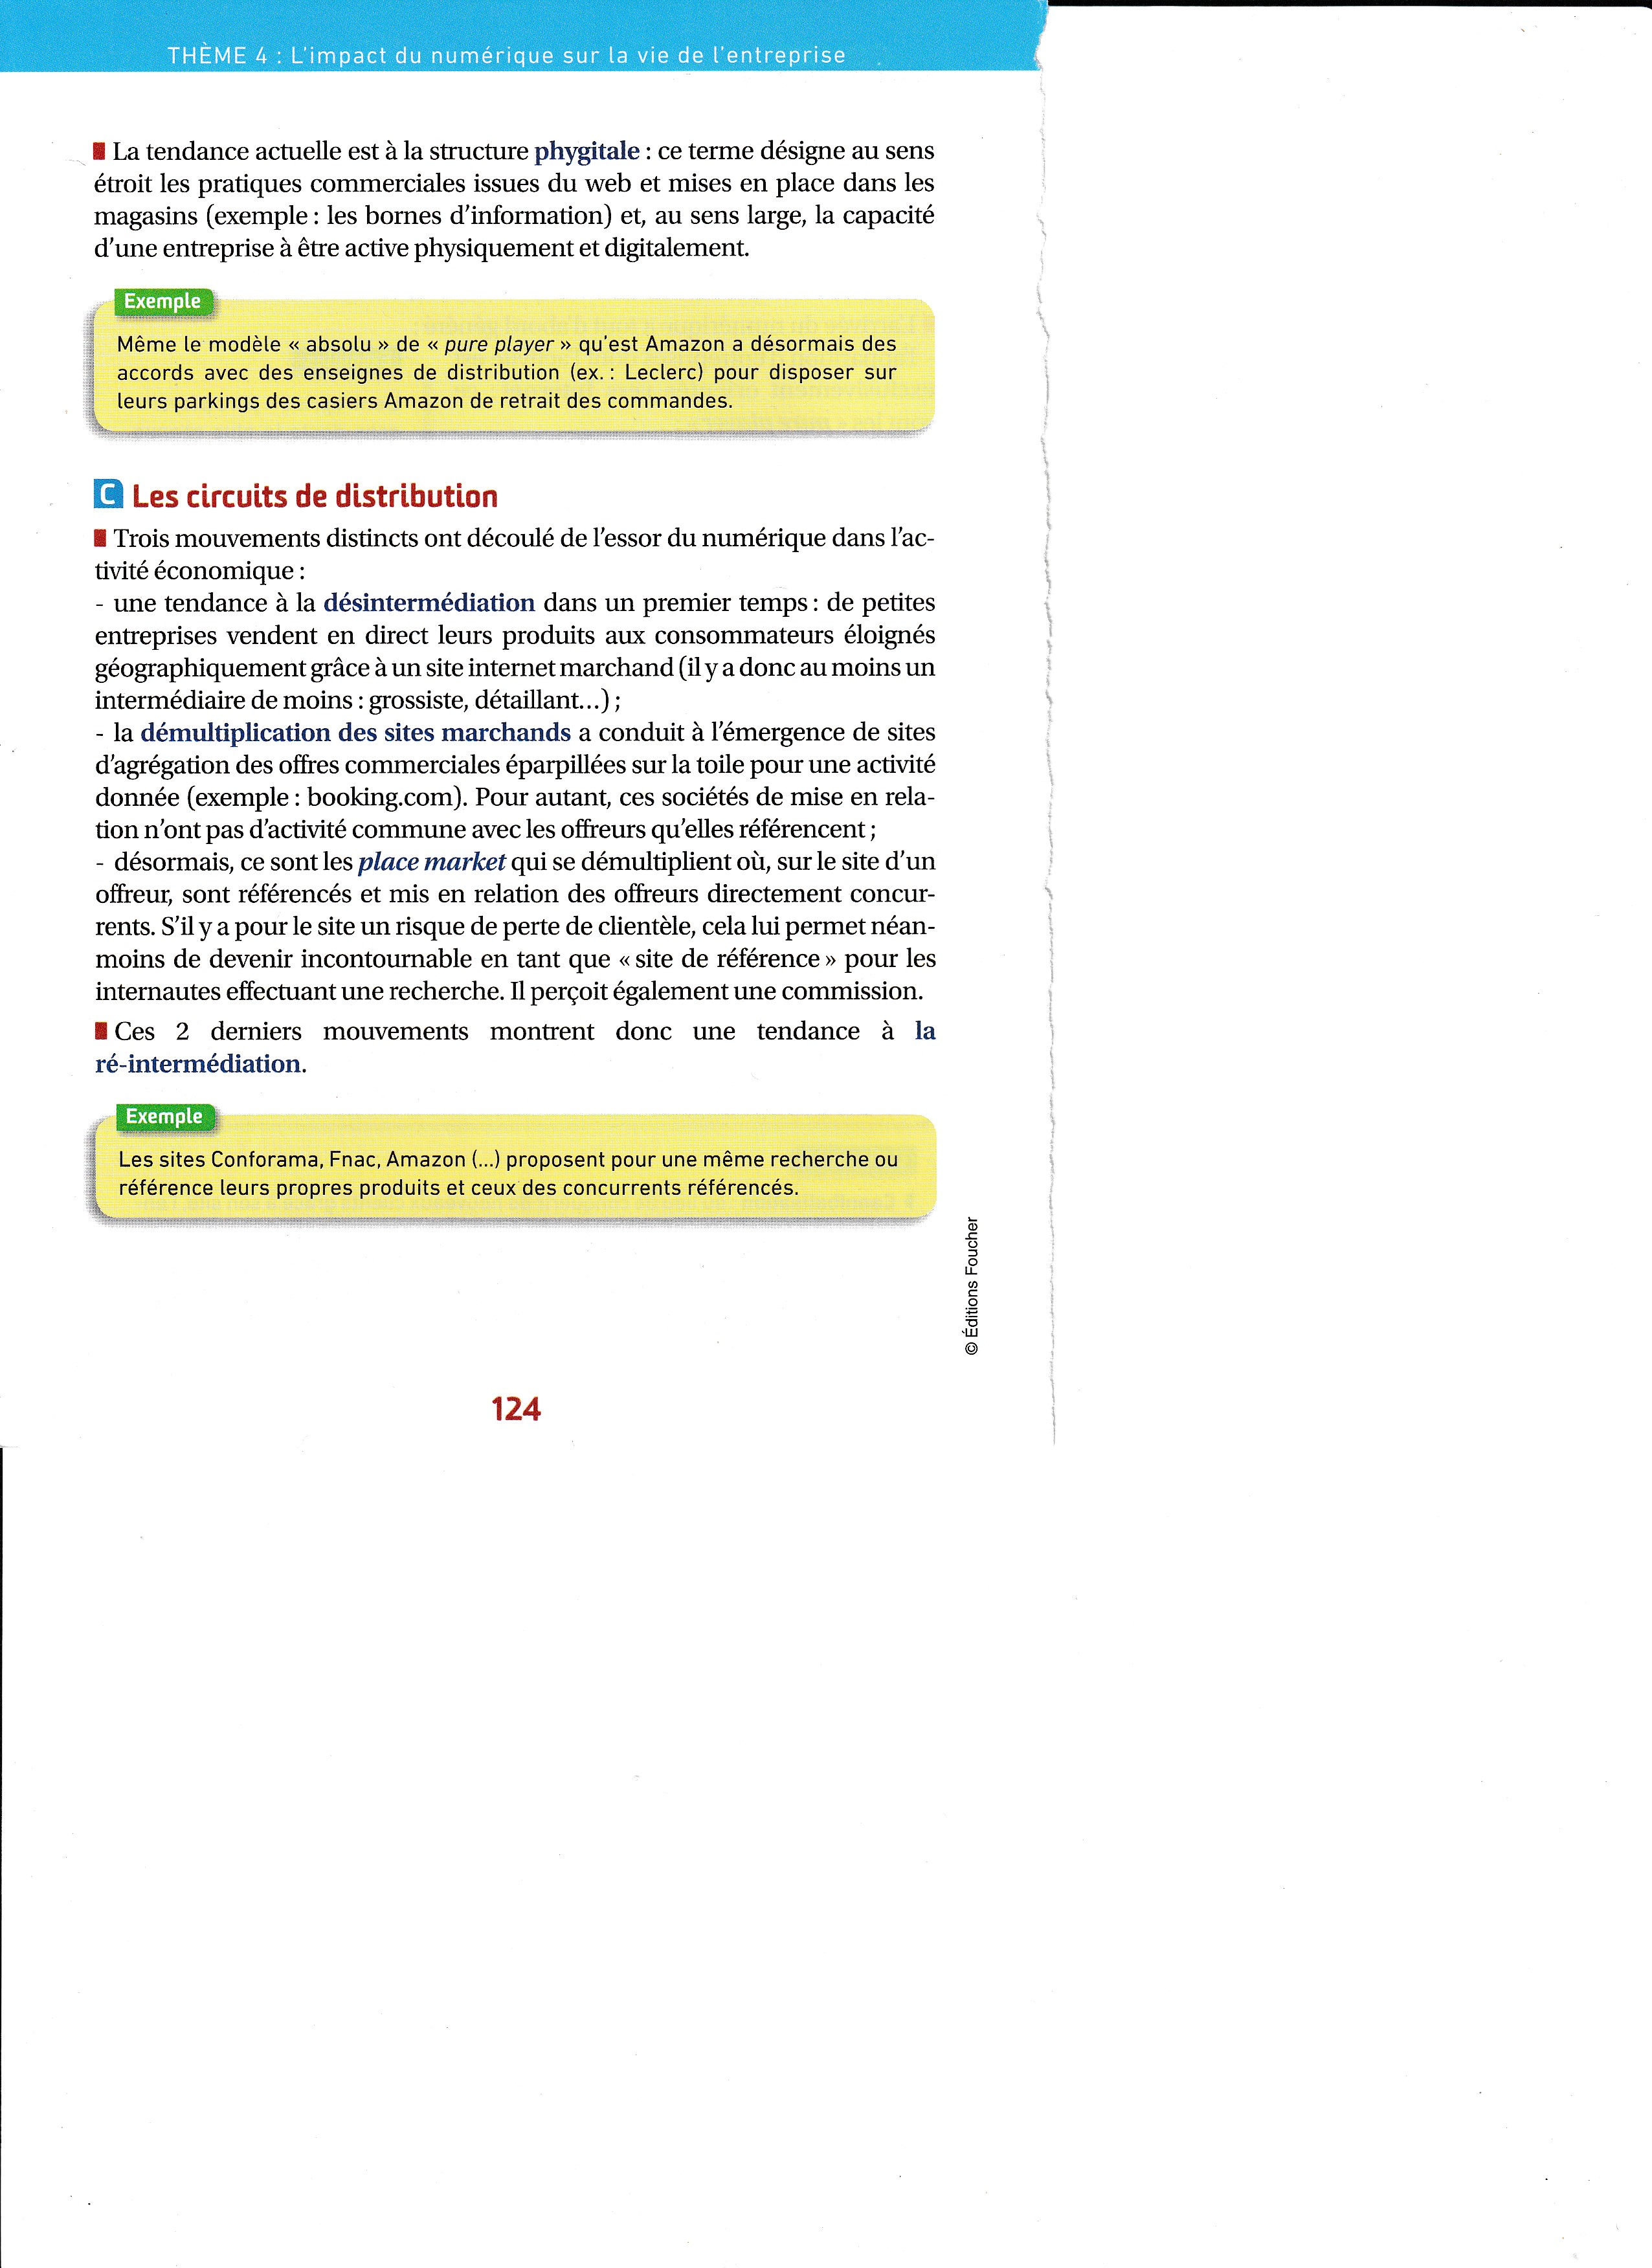 THÈME 4 : L'impact du numérique sur la vie de l'entreprise
La tendance actuelle est à la structure phygitale : ce terme désigne au sens
étroit les pratiques commerciales issues du web et mises en place dans les
magasins (exemple : les bornes d'information) et, au sens large, la capacité
d'une entreprise à être active physiquement et digitalement.
Exemple
Même le modèle « absolu » de « pure player » qu'est Amazon a désormais des
accords avec des enseignes de distribution (ex. : Leclerc) pour disposer sur
leurs parkings des casiers Amazon de retrait des commandes.
C Les circuits de distribution
Trois mouvements distincts ont découlé de l'essor du numérique dans l'ac-
tivité économique :
- une tendance à la désintermédiation dans un premier temps : de petites
entreprises vendent en direct leurs produits aux consommateurs éloignés
géographiquement grâce à un site internet marchand (il y a donc au moins un
intermédiaire de moins : grossiste, détaillant...) ;
- la démultiplication des sites marchands a conduit à l'émergence de sites
d'agrégation des offres commerciales éparpillées sur la toile pour une activité
donnée (exemple : booking.com). Pour autant, ces sociétés de mise en rela-
tion n'ont pas d'activité commune avec les offreurs qu'elles référencent ;
- désormais, ce sont les place market qui se démultiplient où, sur le site d'un
offreur, sont référencés et mis en relation des offreurs directement concur-
rents. S'il y a pour le site un risque de perte de clientèle, cela lui permet néan-
moins de devenir incontournable en tant que « site de référence » pour les
internautes effectuant une recherche. Il perçoit également une commission.
Ces 2 derniers mouvements montrent donc une tendance à la
ré-intermédiation.
Exemple
Les sites Conforama, Fnac, Amazon (...) proposent pour une même recherche ou
référence leurs propres produits et ceux des concurrents référencés.
© Éditions Foucher
124